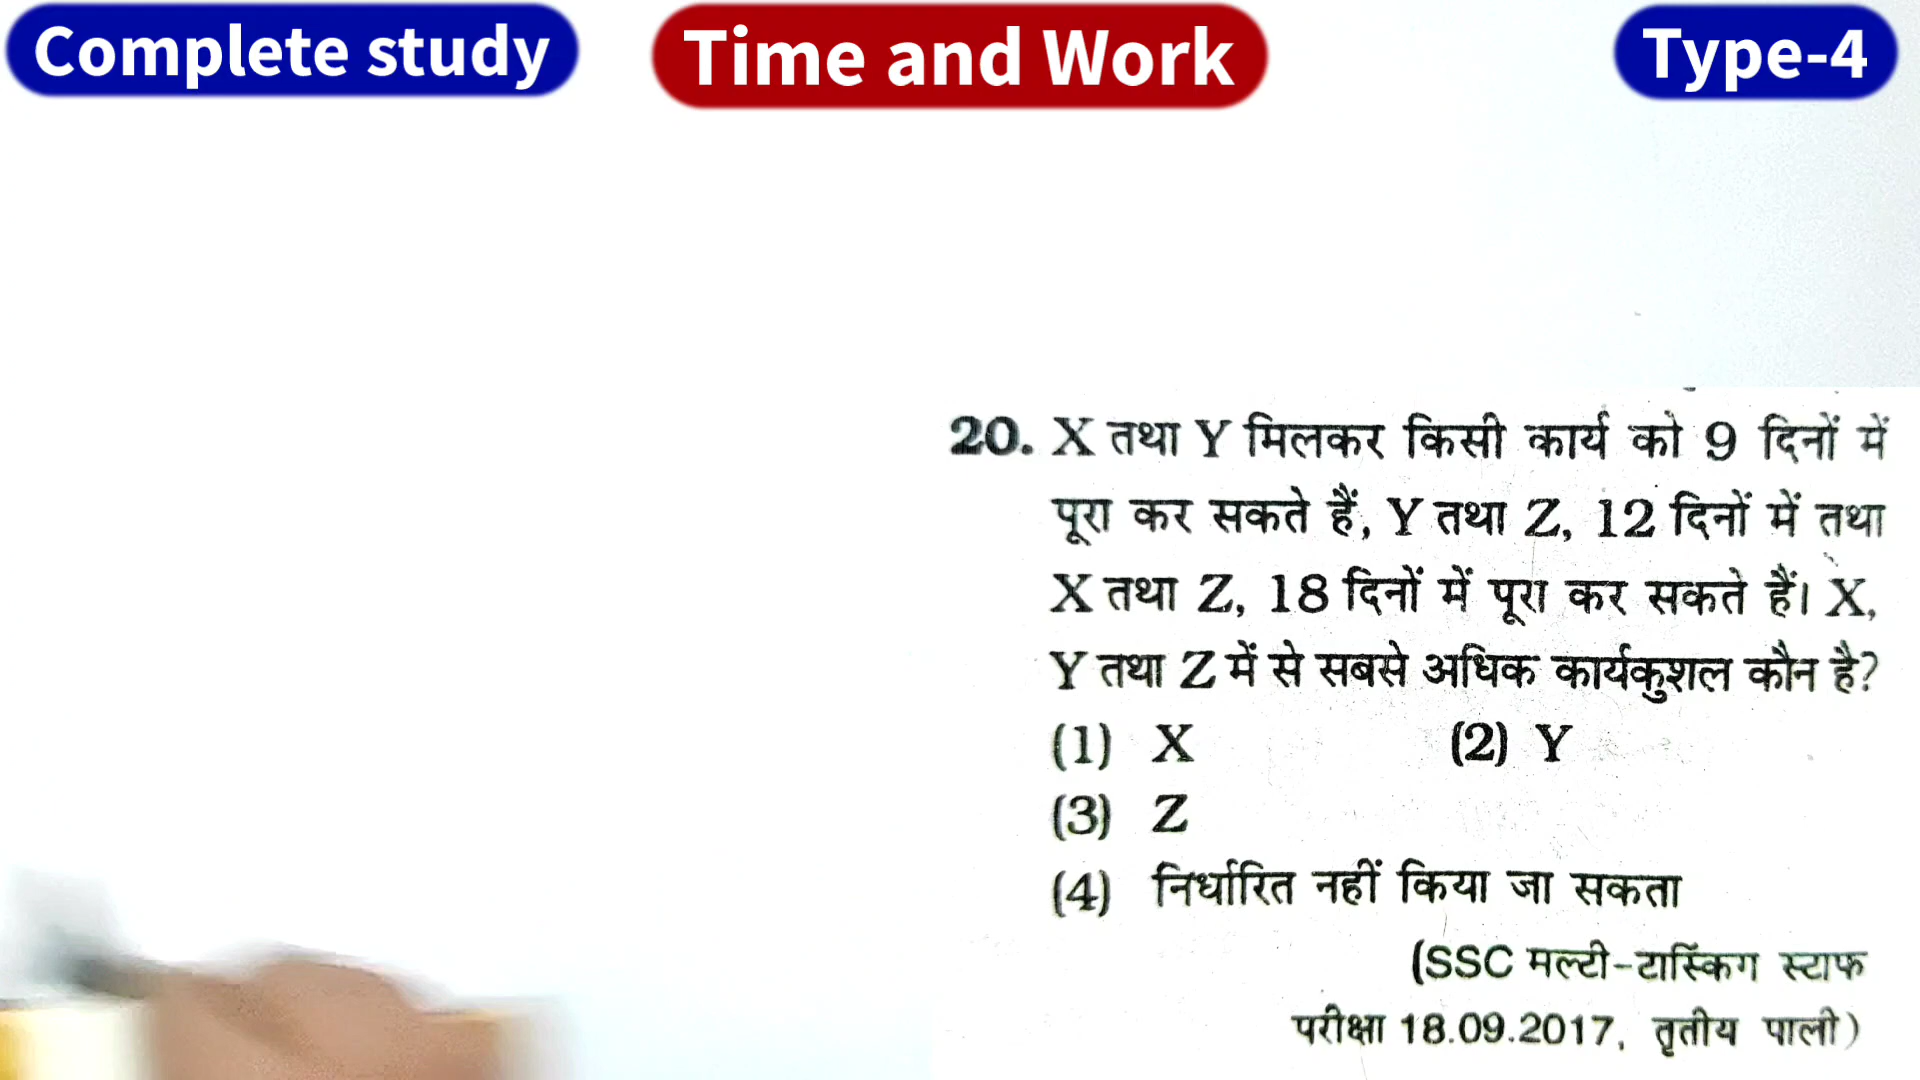 Complete study
Time and Work
Type-4
20. X तथा Y मिलकर किसी कार्य को 9 दिनों में
पूरा कर सकते हैं, Y तथा Z, 12 दिनों में तथा
X तथा Z, 18 दिनों में पूरा कर सकते हैं। X,
Y तथा Z में से सबसे अधिक कार्यकुशल कौन है?
(1) X (2) Y
(3) Z
(4) निर्धारित नहीं किया जा सकता
(SSC मल्टी-टास्किंग स्टाफ
परीक्षा 18.09.2017, तृतीय पाली)